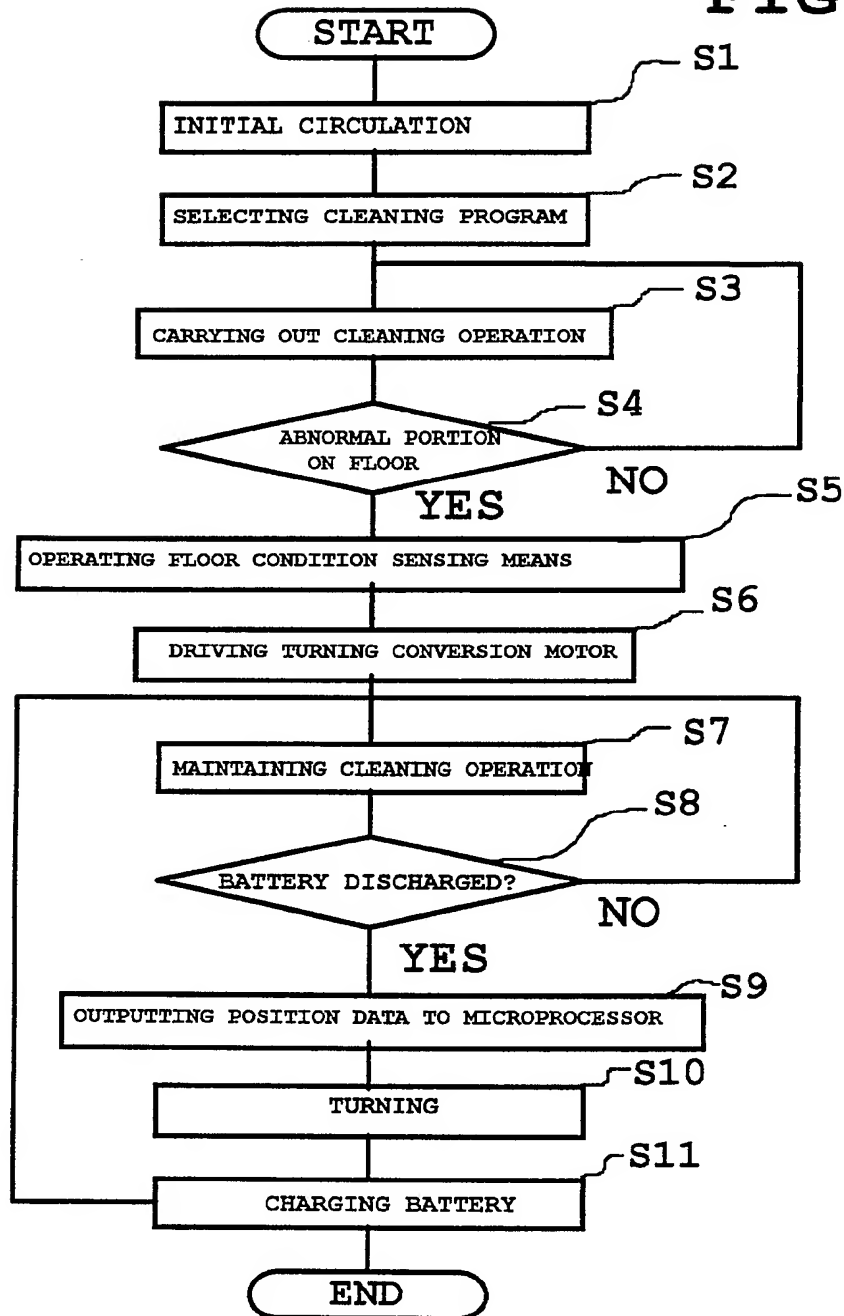 FIG
START
S1
INITIAL CIRCULATION
S2
SELECTING CLEANING PROGRAM
S3
CARRYING OUT CLEANING OPERATION
S4
ABNORMAL PORTION
ON FLOOR
NO
YES
S5
OPERATING FLOOR CONDITION SENSING MEANS
S6
DRIVING TURNING CONVERSION MOTOR
S7
MAINTAINING CLEANING OPERATION
S8
BATTERY DISCHARGED?
NO
YES
S9
OUTPUTTING POSITION DATA TO MICROPROCESSOR
S10
TURNING
S11
CHARGING BATTERY
END